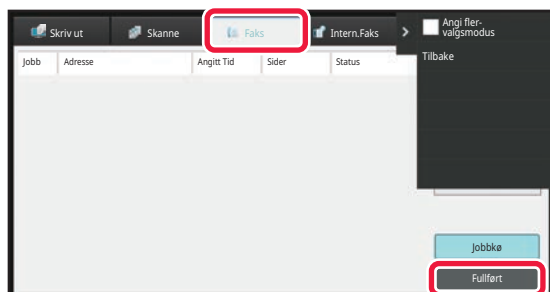 Skriv ut Skanne Faks Intern.Faks >
Angi fler-
valgsmodus
Jobb Adresse Angitt Tid Sider Status
Tilbake
Jobbkø
Fullført